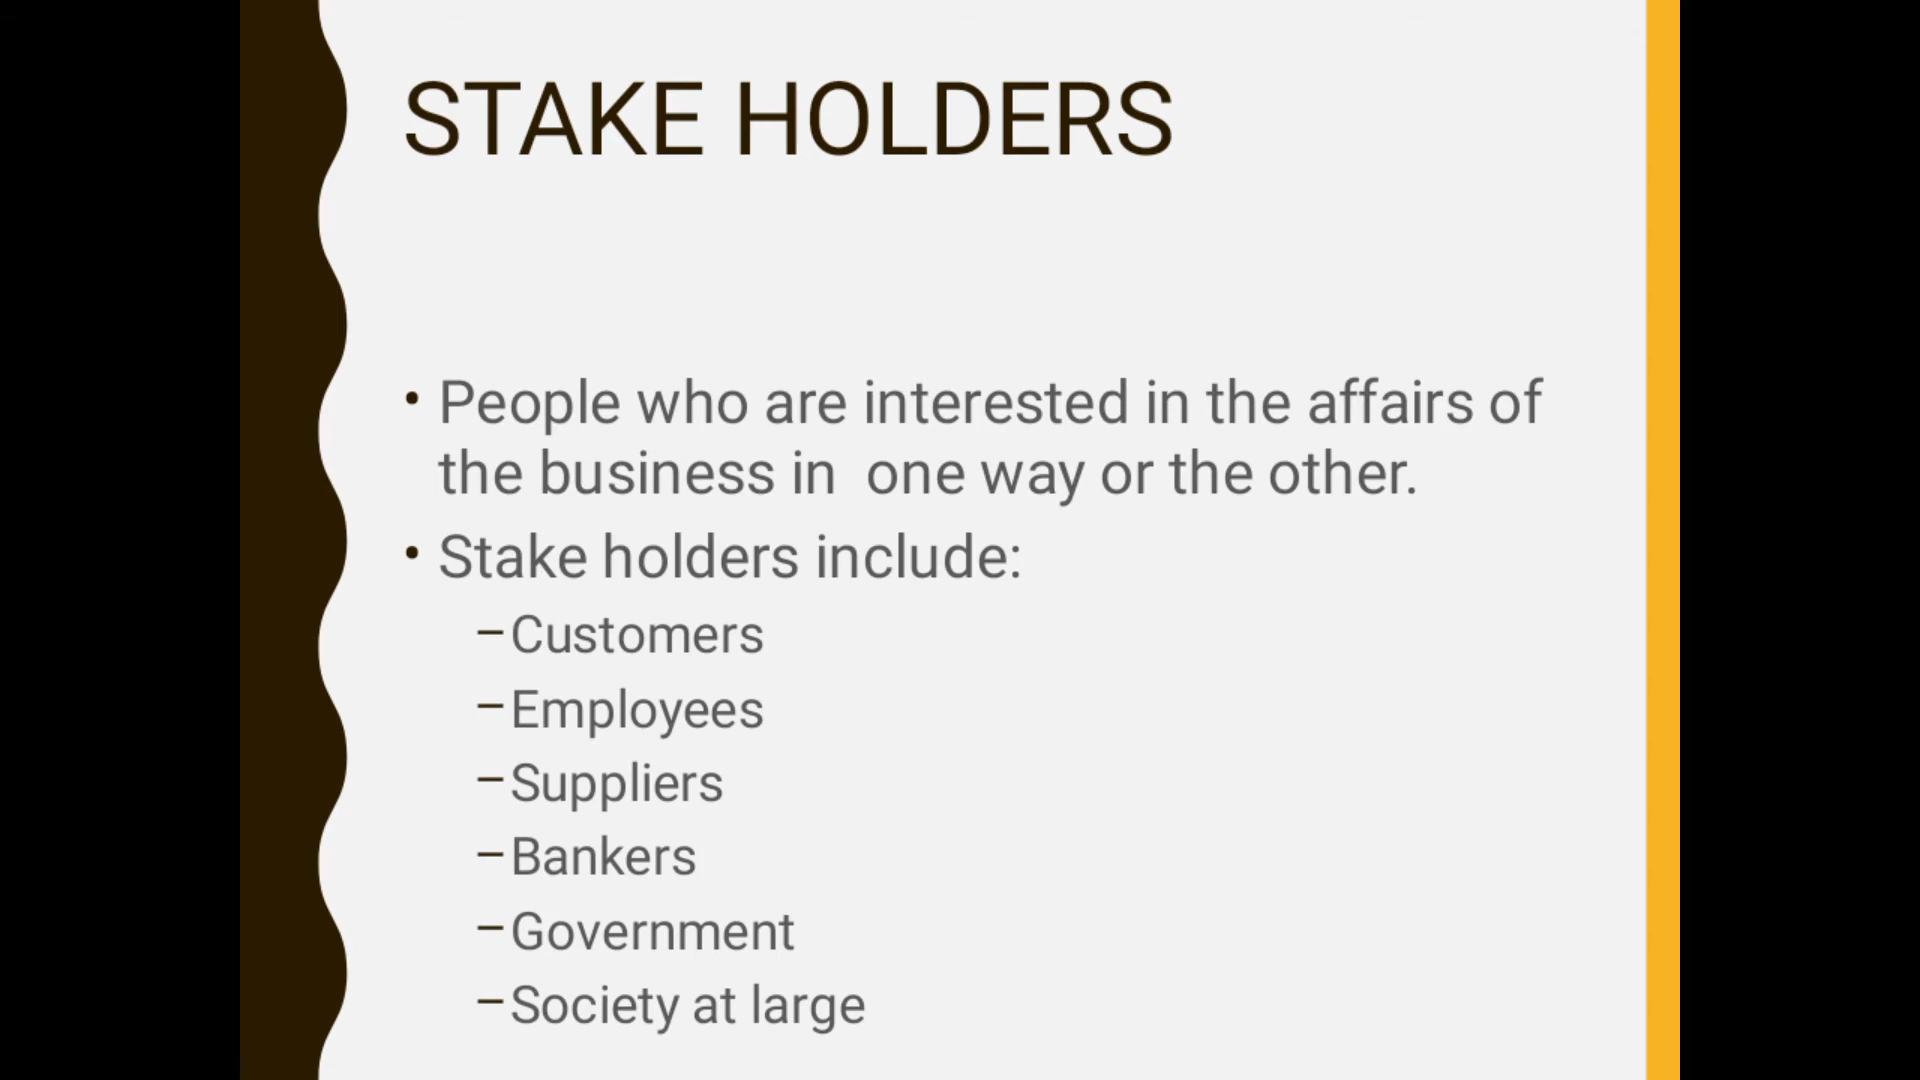 STAKE HOLDERS
• People who are interested in the affairs of
the business in  one way or the other.
• Stake holders include:
–Customers
–Employees
–Suppliers
–Bankers
–Government
–Society at large